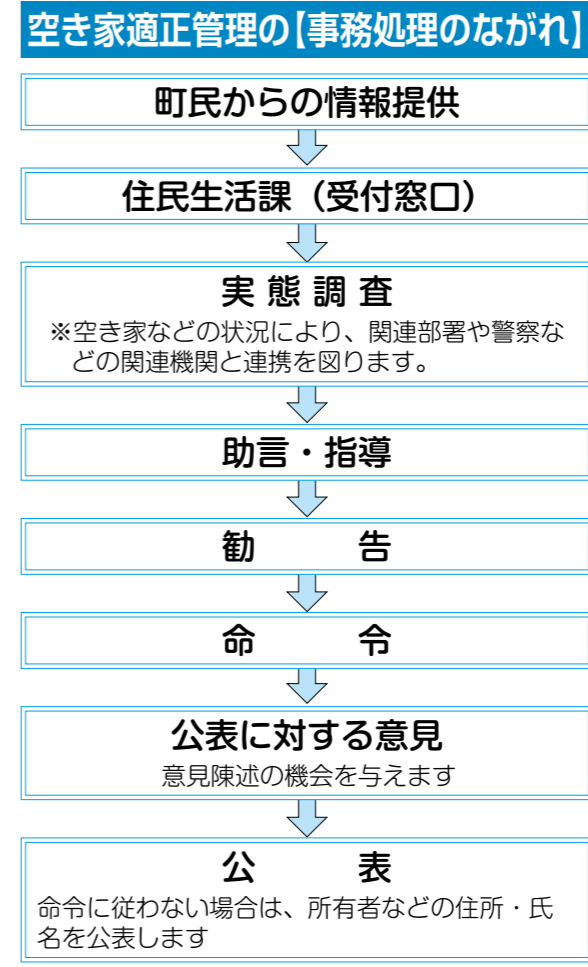 空き家適正管理の【事務処理のながれ】
町民からの情報提供
住民生活課（受付窓口）
実態調査
※空き家などの状況により、関連部署や警察な
どの関連機関と連携を図ります。
助言・指導
勧　　告
命　　令
公表に対する意見
意見陳述の機会を与えます
公　　表
命令に従わない場合は、所有者などの住所・氏
名を公表します